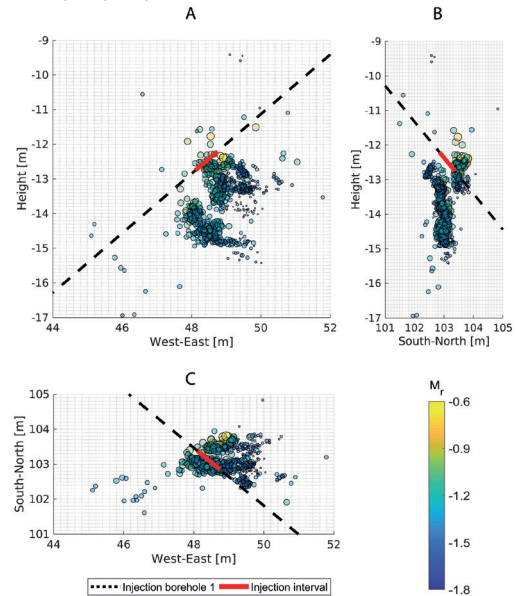 A
B
-9
-10
-11
-12
-13
-14
-15
-16
-17
Height [m]
44 46 48 50 52
West-East [m]
-9
-10
-11
-12
-13
-14
-15
-16
-17
Height [m]
101 102 103 104 105
South-North [m]
C
105
104
103
102
101
South-North [m]
44 46 48 50 52
West-East [m]
Mr
-0.6
-0.9
-1.2
-1.5
-1.8
Injection borehole 1 Injection interval